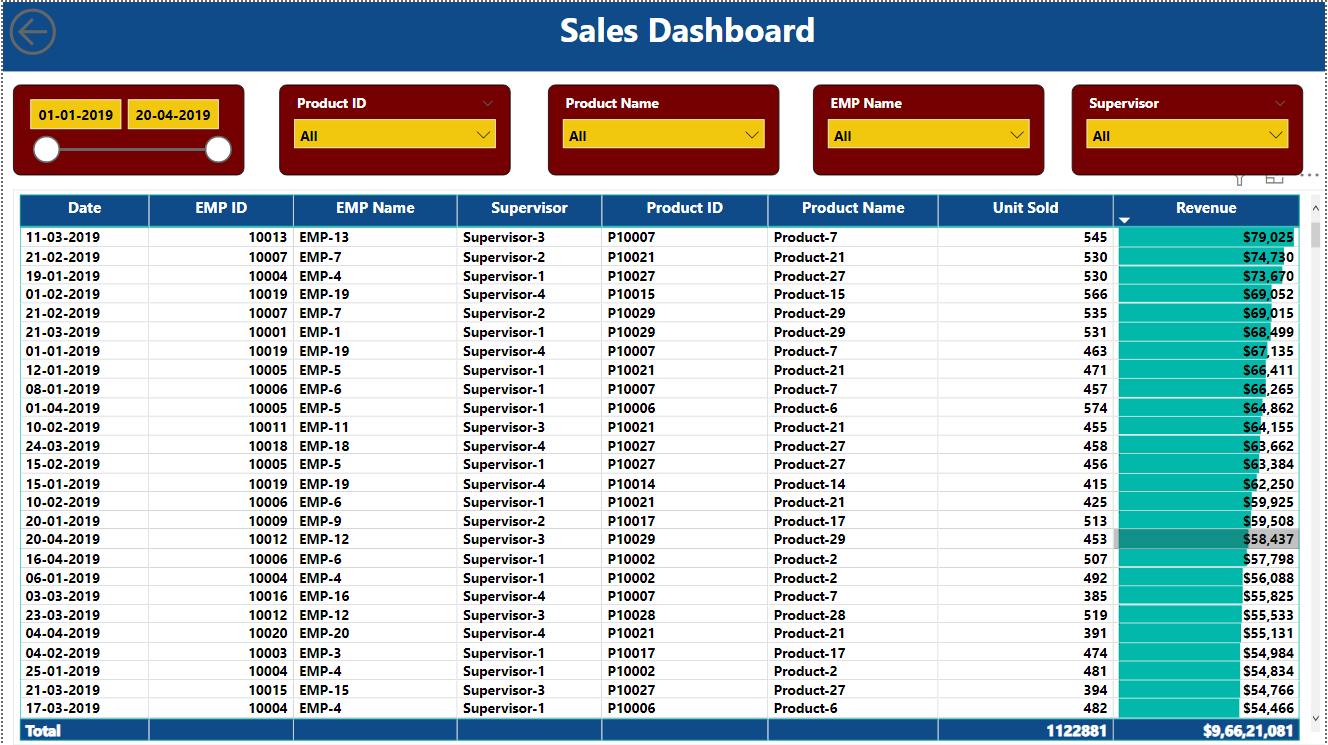 Sales Dashboard
01-01-2019 20-04-2019
Product ID
All
Product Name
All
EMP Name
All
Supervisor
All
Date EMP ID EMP Name Supervisor Product ID Product Name Unit Sold Revenue
11-03-2019 10013 EMP-13 Supervisor-3 P10007 Product-7 545 $79,025
21-02-2019 10007 EMP-7 Supervisor-2 P10021 Product-21 530 $74,730
19-01-2019 10004 EMP-4 Supervisor-1 P10027 Product-27 530 $73,670
01-02-2019 10019 EMP-19 Supervisor-4 P10015 Product-15 566 $69,052
21-02-2019 10007 EMP-7 Supervisor-2 P10029 Product-29 535 $69,015
21-03-2019 10001 EMP-1 Supervisor-1 P10029 Product-29 531 $68,499
01-01-2019 10019 EMP-19 Supervisor-4 P10007 Product-7 463 $67,135
12-01-2019 10005 EMP-5 Supervisor-1 P10021 Product-21 471 $66,411
08-01-2019 10006 EMP-6 Supervisor-1 P10007 Product-7 457 $66,265
01-04-2019 10005 EMP-5 Supervisor-1 P10006 Product-6 574 $64,862
10-02-2019 10011 EMP-11 Supervisor-3 P10021 Product-21 455 $64,155
24-03-2019 10018 EMP-18 Supervisor-4 P10027 Product-27 458 $63,662
15-02-2019 10005 EMP-5 Supervisor-1 P10027 Product-27 456 $63,384
15-01-2019 10019 EMP-19 Supervisor-4 P10014 Product-14 415 $62,250
10-02-2019 10006 EMP-6 Supervisor-1 P10021 Product-21 425 $59,925
20-01-2019 10009 EMP-9 Supervisor-2 P10017 Product-17 513 $59,508
20-04-2019 10012 EMP-12 Supervisor-3 P10029 Product-29 453 $58,437
16-04-2019 10006 EMP-6 Supervisor-1 P10002 Product-2 507 $57,798
06-01-2019 10004 EMP-4 Supervisor-1 P10002 Product-2 492 $56,088
03-03-2019 10016 EMP-16 Supervisor-4 P10007 Product-7 385 $55,825
23-03-2019 10012 EMP-12 Supervisor-3 P10028 Product-28 519 $55,533
04-04-2019 10020 EMP-20 Supervisor-4 P10021 Product-21 391 $55,131
04-02-2019 10003 EMP-3 Supervisor-1 P10017 Product-17 474 $54,984
25-01-2019 10004 EMP-4 Supervisor-1 P10002 Product-2 481 $54,834
21-03-2019 10015 EMP-15 Supervisor-3 P10027 Product-27 394 $54,766
17-03-2019 10004 EMP-4 Supervisor-1 P10006 Product-6 482 $54,466
Total 1122881 $9,66,21,081